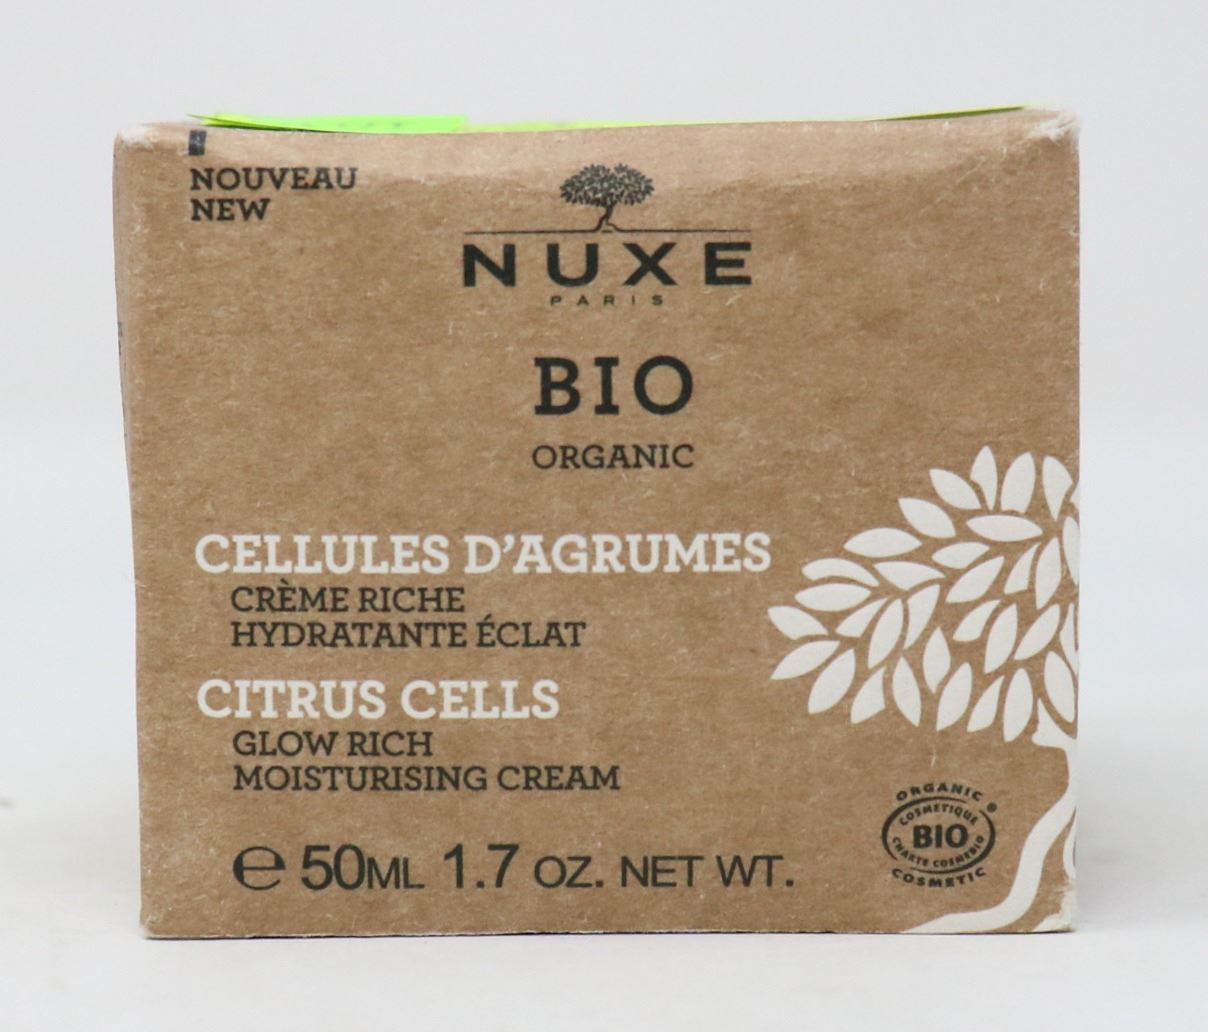 NOUVEAU
NEW
NUXE
PARIS
BIO
ORGANIC
CELLULES D'AGRUMES
CRÈME RICHE
HYDRATANTE ÉCLAT
CITRUS CELLS
GLOW RICH
MOISTURISING CREAM
℮ 50ML 1.7 OZ. NET WT.
ORGANIC ®
COSMETIQUE
BIO
CHARTE COSMEBIO
COSMETIC